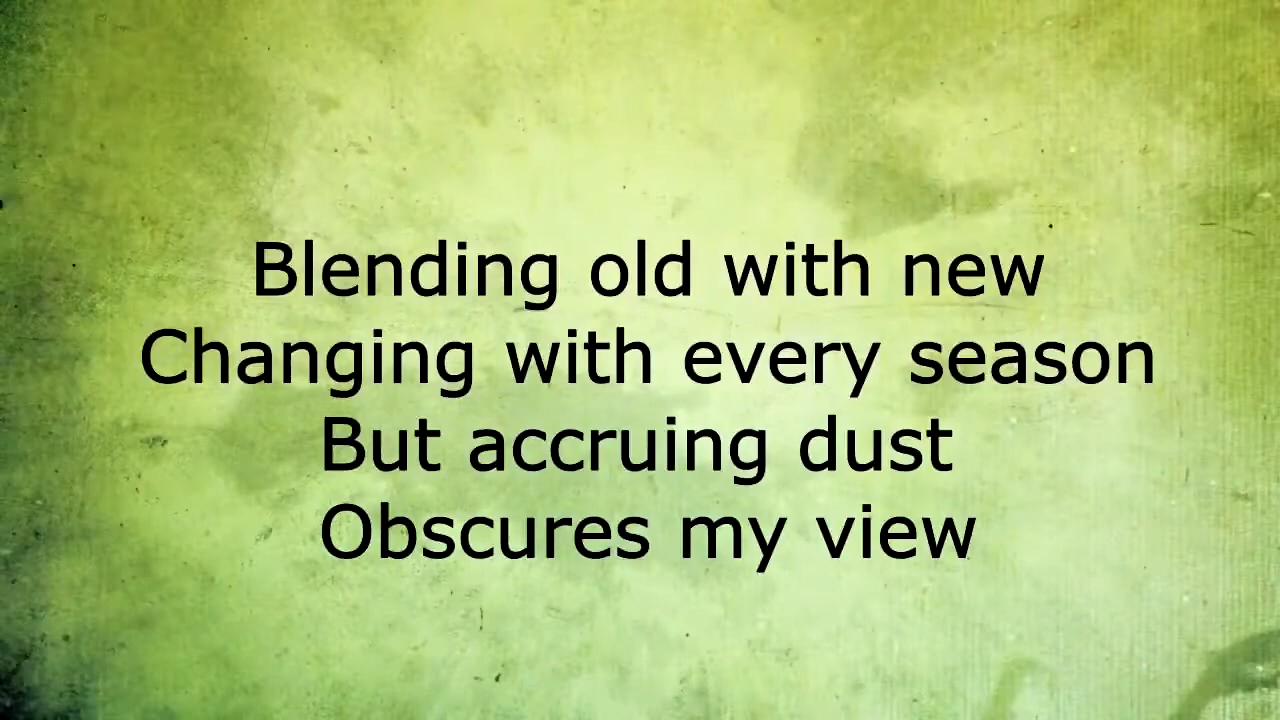 Blending old with new
Changing with every season
But accruing dust
Obscures my view